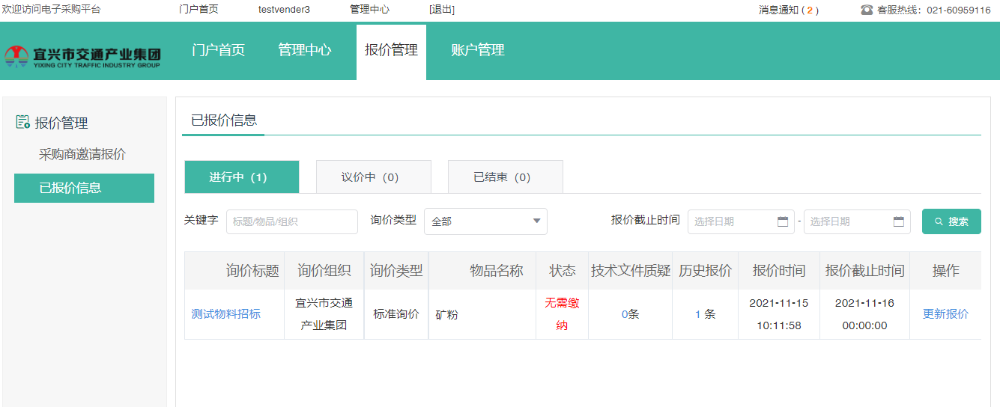 欢迎访问电子采购平台 门户首页 testvender3 管理中心 [退出] 消息通知 ( 2 ) 客服热线：021-60959116
宜兴市交通产业集团
YIXING CITY TRAFFIC INDUSTRY GROUP
门户首页 管理中心 报价管理 账户管理
报价管理
采购商邀请报价
已报价信息
已报价信息
进行中（1） 议价中（0） 已结束（0）
关键字 标题/物品/组织 询价类型 全部 报价截止时间 选择日期 - 选择日期 搜索
询价标题 询价组织 询价类型 物品名称 状态 技术文件质疑 历史报价 报价时间 报价截止时间 操作
测试物料招标 宜兴市交通产业集团 标准询价 矿粉 无需缴纳 0条 1 条 2021-11-15 10:11:58 2021-11-16 00:00:00 更新报价